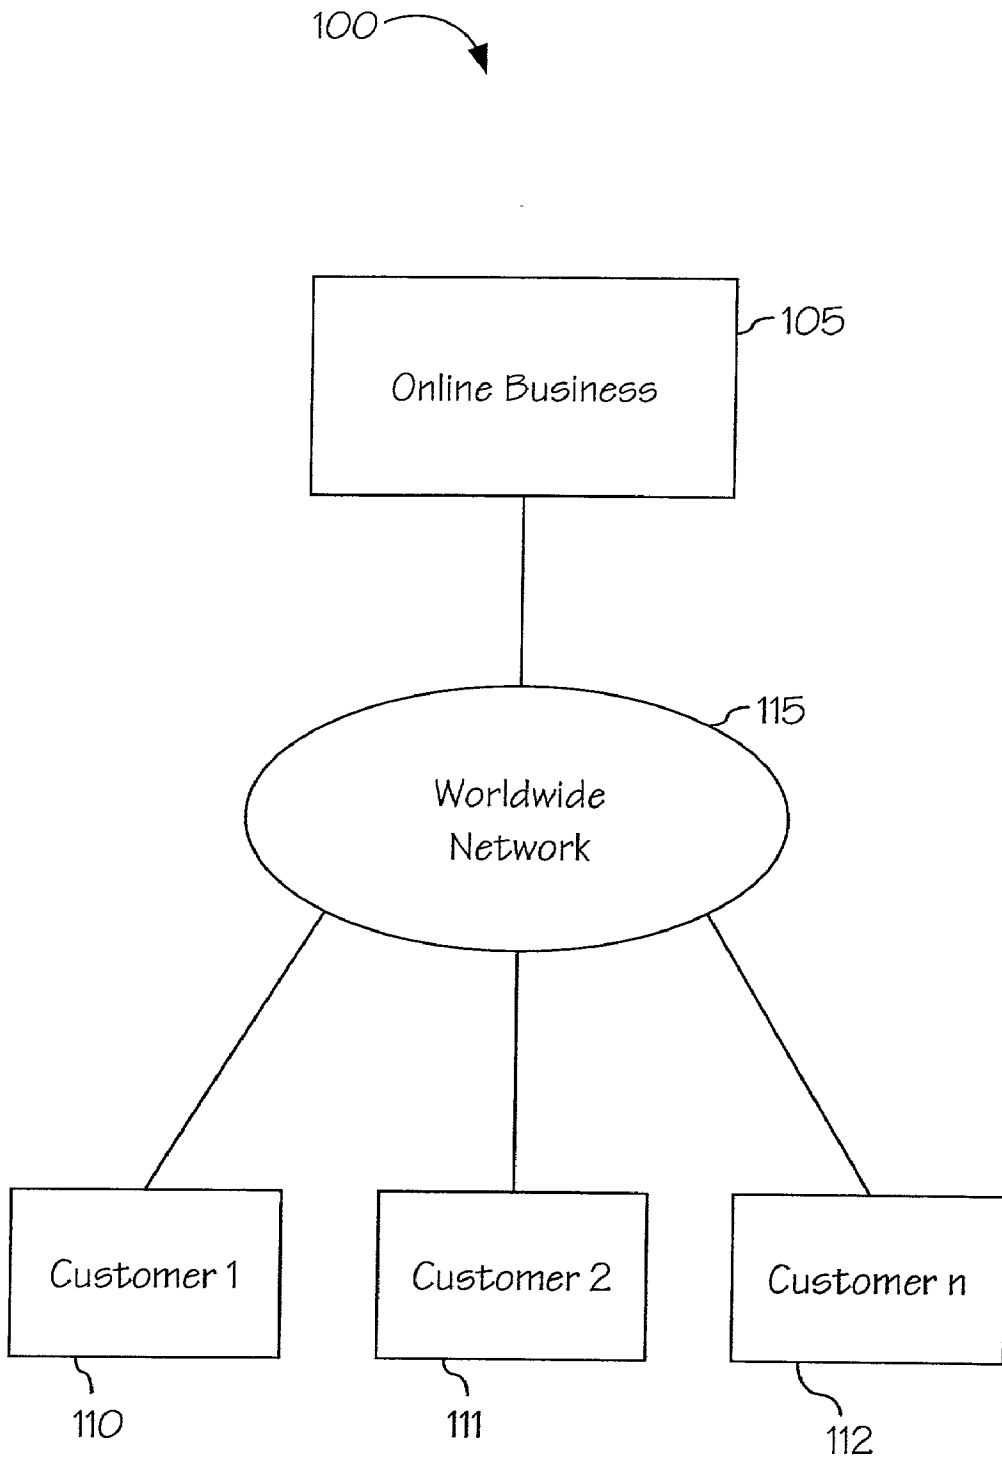 100
105
Online Business
115
Worldwide
Network
Customer 1
Customer 2
Customer n
110
111
112